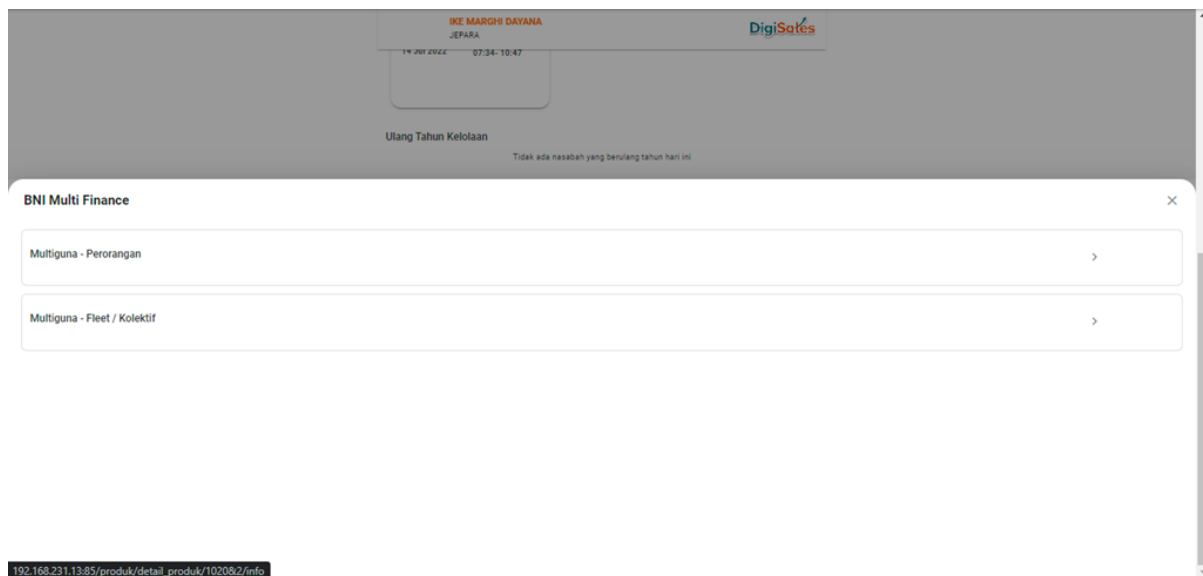 IKE MARGHI DAYANA
JEPARA
DigiSales
14 Jul 2022 07:34- 10:47
Ulang Tahun Kelolaan
Tidak ada nasabah yang berulang tahun hari ini
BNI Multi Finance
Multiguna - Perorangan
Multiguna - Fleet / Kolektif
192.168.231.13:85/produk/detail_produk/1020&2/info